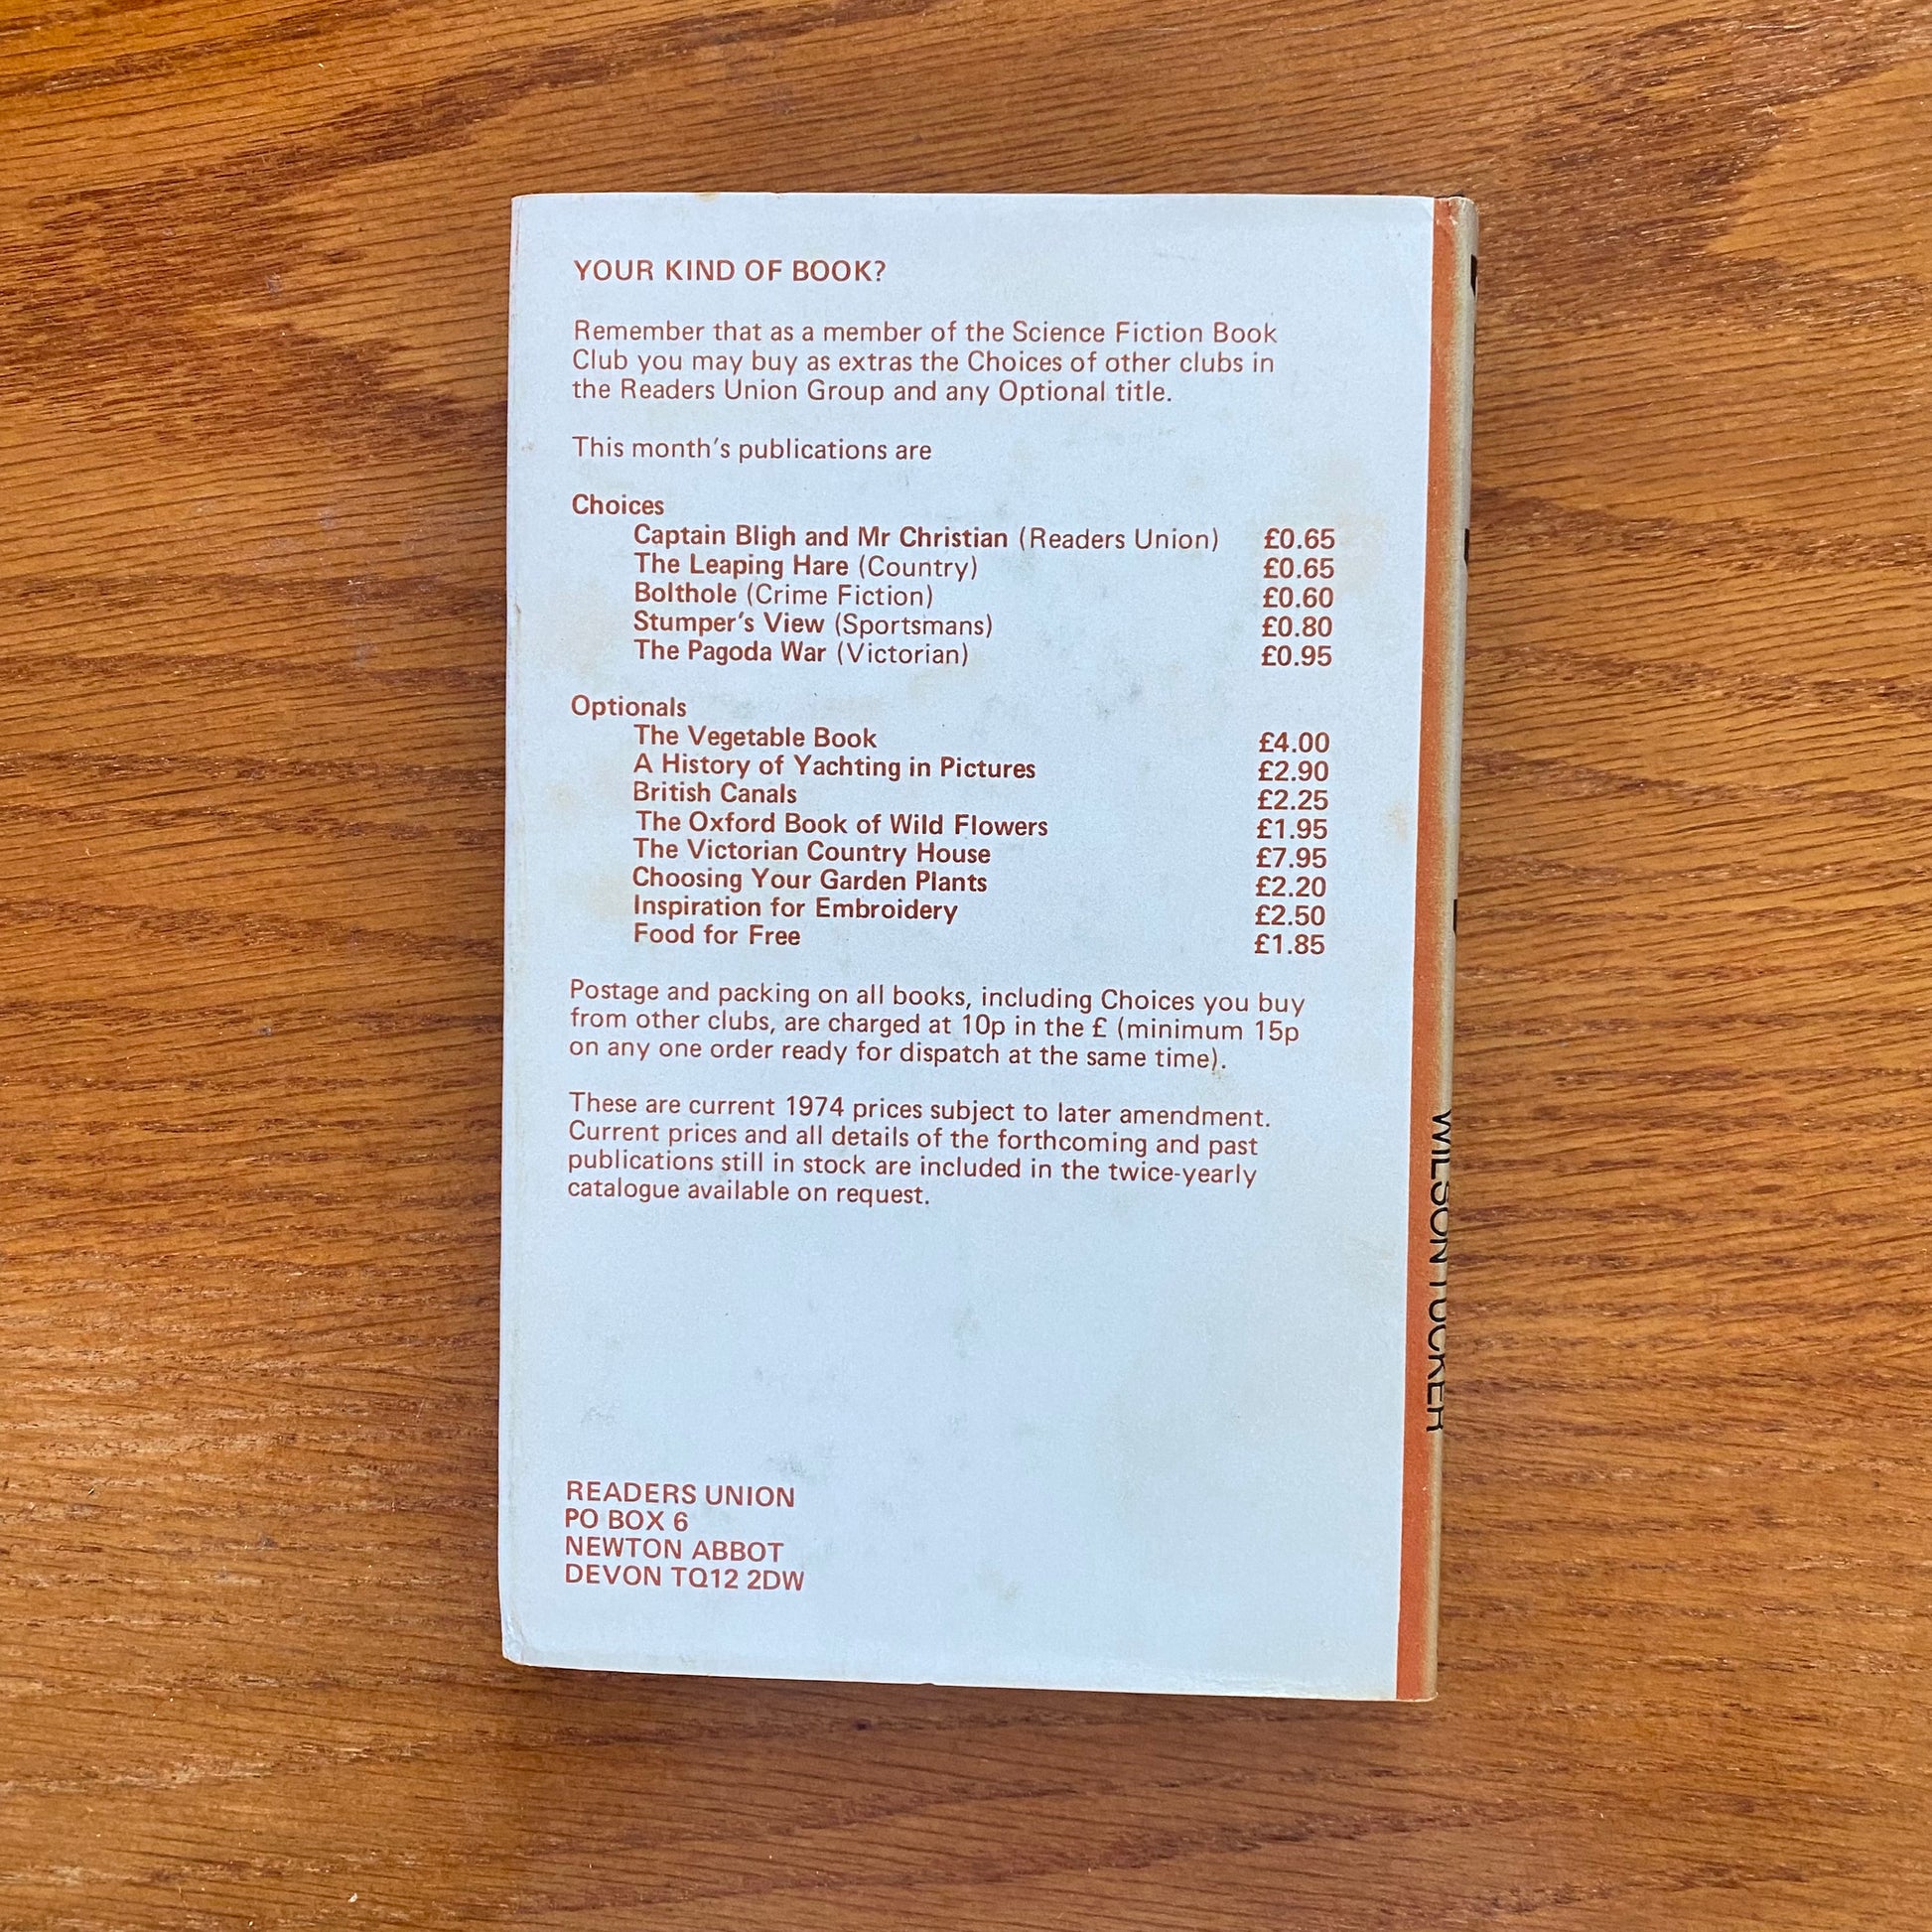 YOUR KIND OF BOOK?
Remember that as a member of the Science Fiction Book
Club you may buy as extras the Choices of other clubs in
the Readers Union Group and any Optional title.
This month's publications are
Choices
Captain Bligh and Mr Christian (Readers Union) £0.65
The Leaping Hare (Country) £0.65
Bolthole (Crime Fiction) £0.60
Stumper's View (Sportsmans) £0.80
The Pagoda War (Victorian) £0.95
Optionals
The Vegetable Book £4.00
A History of Yachting in Pictures £2.90
British Canals £2.25
The Oxford Book of Wild Flowers £1.95
The Victorian Country House £7.95
Choosing Your Garden Plants £2.20
Inspiration for Embroidery £2.50
Food for Free £1.85
Postage and packing on all books, including Choices you buy
from other clubs, are charged at 10p in the £ (minimum 15p
on any one order ready for dispatch at the same time).
These are current 1974 prices subject to later amendment.
Current prices and all details of the forthcoming and past
publications still in stock are included in the twice-yearly
catalogue available on request.
READERS UNION
PO BOX 6
NEWTON ABBOT
DEVON TQ12 2DW
WILSON TUCKER